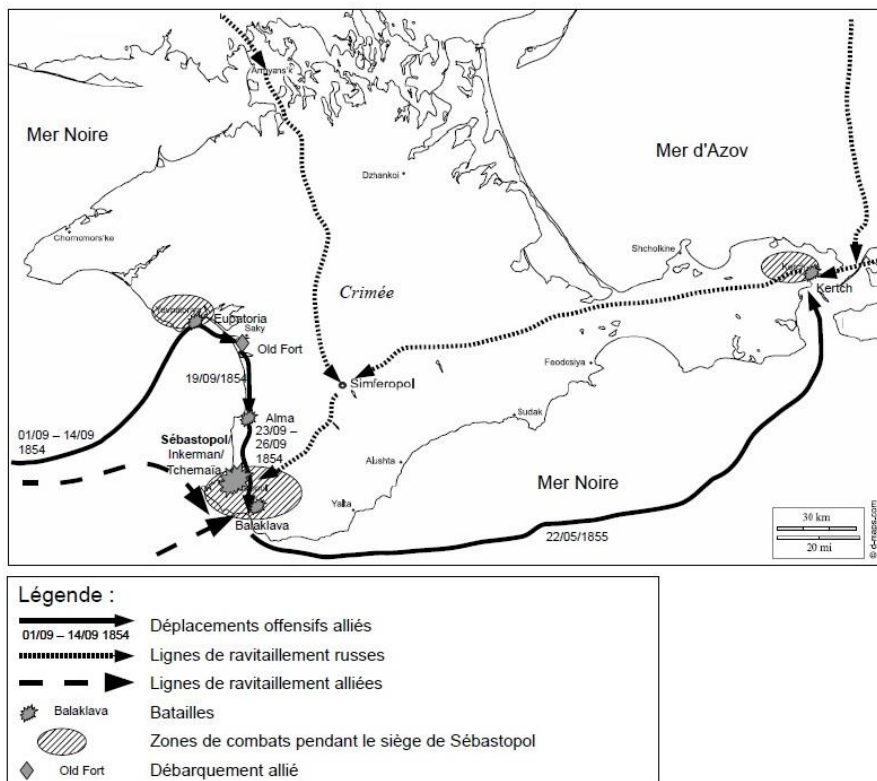 Armyans'k
Mer Noire
Mer d'Azov
Dzhankoi
Chornomors'ke
Shcholkine
Kertch
Crimée
Eupatoria
Saky
Old Fort
19/09/1854
Simferopol
Feodosiya
01/09 – 14/09
1854
Alma
23/09 –
26/09
1854
Sébastopol/
Inkerman/
Tchernaïa
Sudak
Alushta
Mer Noire
Yalta
Balaklava
22/05/1855
30 km
20 mi
© d-maps.com
Légende :
01/09 – 14/09 1854
Déplacements offensifs alliés
Lignes de ravitaillement russes
Lignes de ravitaillement alliées
Balaklava
Batailles
Zones de combats pendant le siège de Sébastopol
Old Fort
Débarquement allié